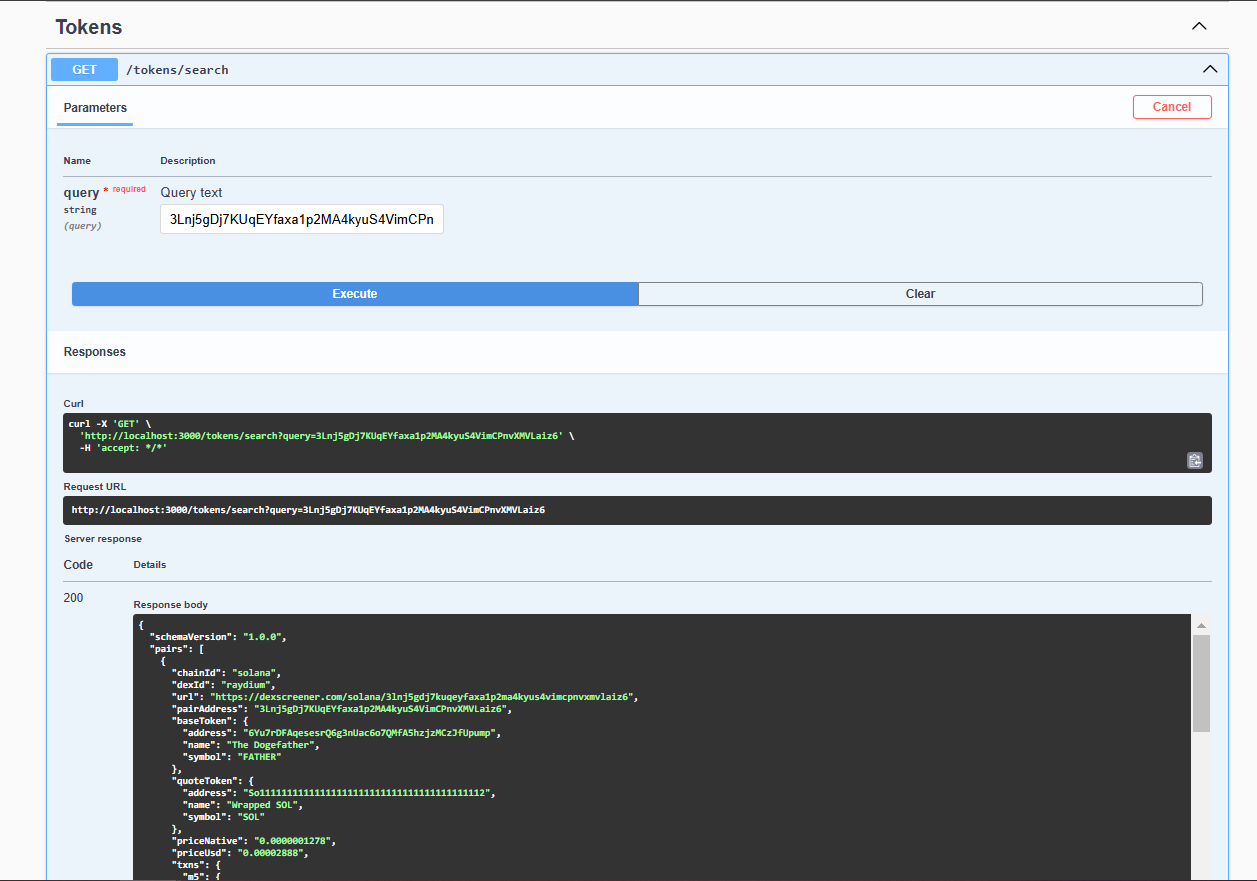 Tokens
GET /tokens/search
Parameters
Cancel
Name Description
query * required Query text
string 3Lnj5gDj7KUqEYfaxa1p2MA4kyuS4VimCPn
(query)
Execute Clear
Responses
Curl
curl -X 'GET' \
'http://localhost:3000/tokens/search?query=3Lnj5gDj7KUqEYfaxa1p2MA4kyuS4VimCPnvXMVLaiz6' \
-H 'accept: */*'
Request URL
http://localhost:3000/tokens/search?query=3Lnj5gDj7KUqEYfaxa1p2MA4kyuS4VimCPnvXMVLaiz6
Server response
Code Details
200
Response body
{
"schemaVersion": "1.0.0",
"pairs": [
{
"chainId": "solana",
"dexId": "raydium",
"url": "https://dexscreener.com/solana/3lnj5gdj7kuqeyfaxa1p2ma4kyus4vimcpnvxmvlaiz6",
"pairAddress": "3Lnj5gDj7KUqEYfaxa1p2MA4kyuS4VimCPnvXMVLaiz6",
"baseToken": {
"address": "6Yu7rDFAqesesrQ6g3nUac6o7QMfA5hzjzMCzJfUpump",
"name": "The Dogefather",
"symbol": "FATHER"
},
"quoteToken": {
"address": "So11111111111111111111111111111111111111112",
"name": "Wrapped SOL",
"symbol": "SOL"
},
"priceNative": "0.0000001278",
"priceUsd": "0.00002888",
"txns": {
"m5": {